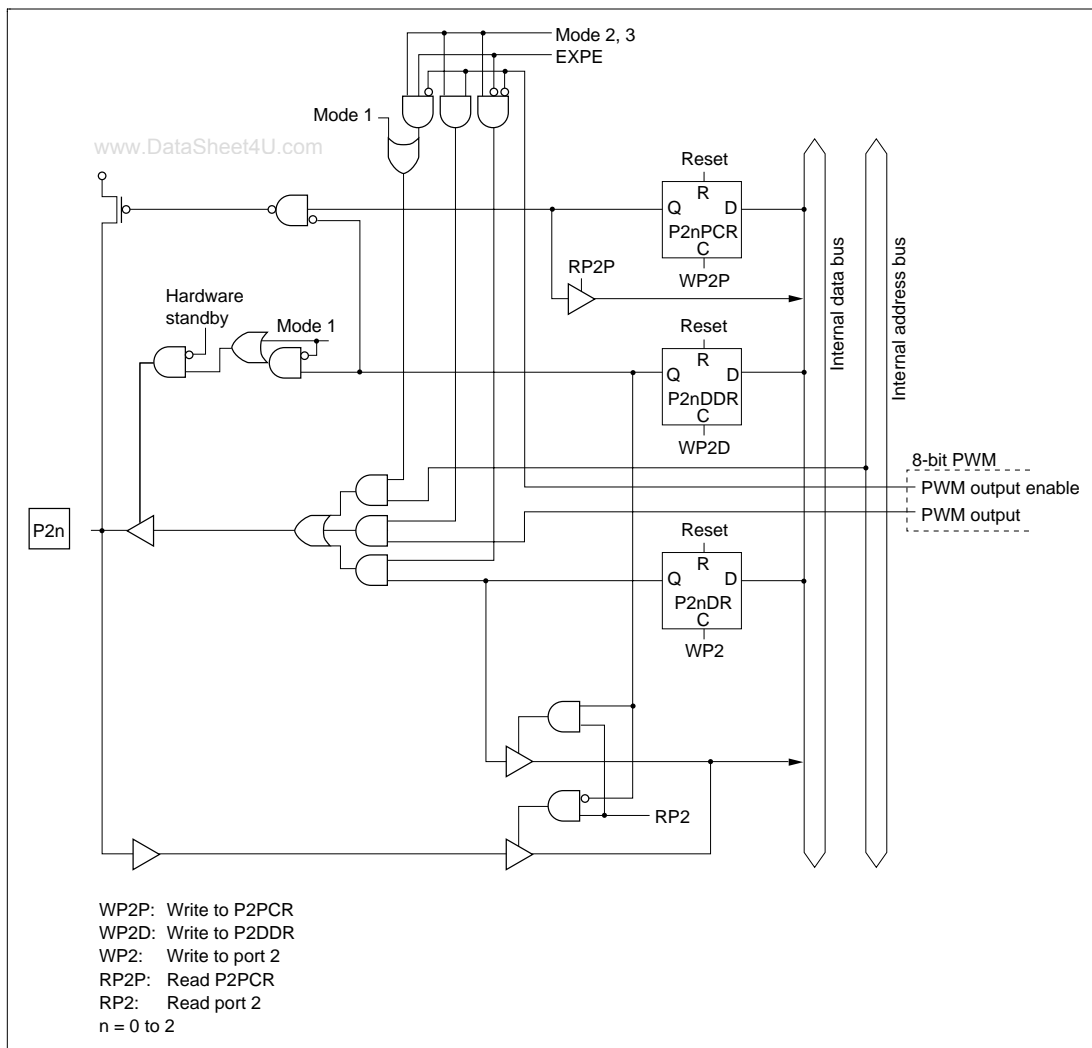 Mode 2, 3
EXPE
Mode 1
www.DataSheet4U.com
Reset
R
Q D
P2nPCR
C
WP2P
RP2P
Hardware
standby
Mode 1
Reset
R
Q D
P2nDDR
C
WP2D
Internal data bus
Internal address bus
8-bit PWM
PWM output enable
PWM output
P2n
Reset
R
Q D
P2nDR
C
WP2
RP2
WP2P: Write to P2PCR
WP2D: Write to P2DDR
WP2: Write to port 2
RP2P: Read P2PCR
RP2: Read port 2
n = 0 to 2